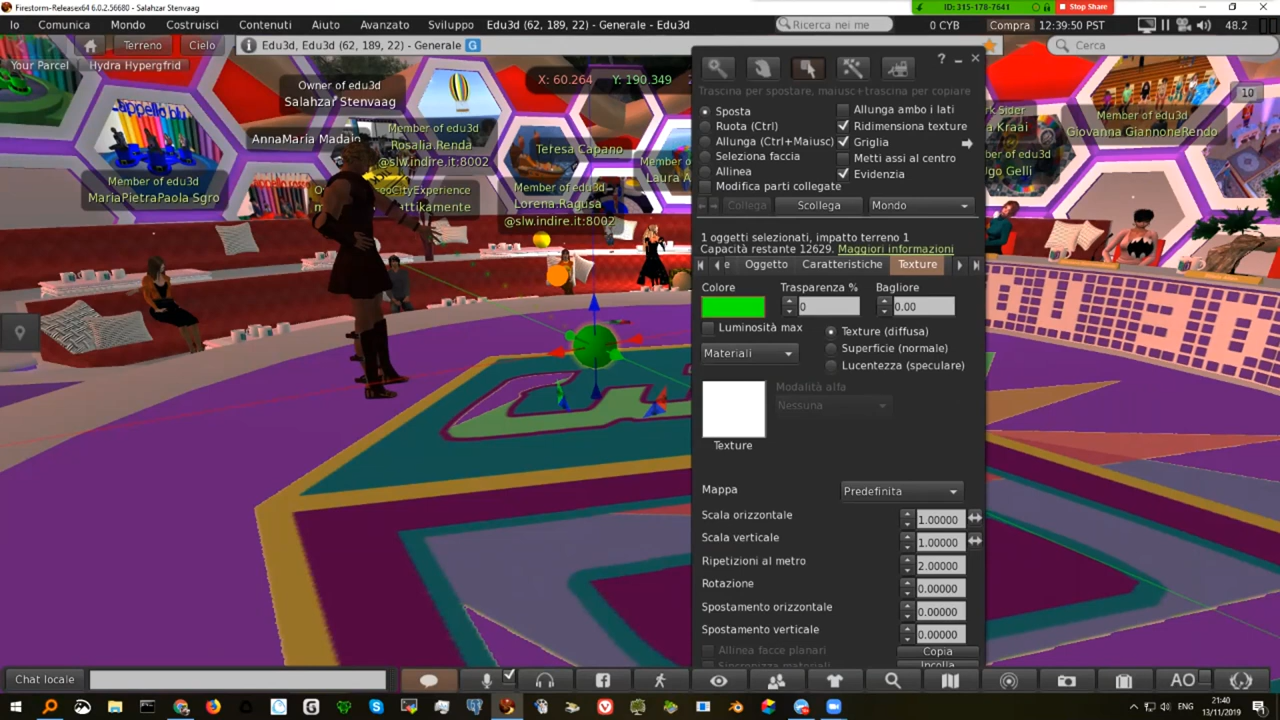 Firestorm-Releasex64 6.0.2.56680 - Salahzar Stenvaag
ID: 315-178-7641
Stop Share
Io Comunica Mondo Costruisci Contenuti Aiuto Avanzato Sviluppo Edu3d (62, 189, 22) - Generale - Edu3d
Ricerca nei me
0 CYB Compra 12:39:50 PST
48.2
Terreno Cielo
Edu3d, Edu3d (62, 189, 22) - Generale G
Cerca
Your Parcel Hydra Hypergfrid
X: 60.264 Y: 190.349
10
Owner of edu3d
Salahzar Stenvaag
AnnaMaria Madaio
Member of edu3d
Rosalia.Renda
@slw.indire.it:8002
Teresa Capano
Member of edu3d
MariaPietraPaola Sgro
Member of edu3d
Lorena.Ragusa
@slw.indire.it:8002
Member of edu3d
Giovanna GiannoneRendo
Trascina per spostare, maiusc+trascina per copiare
Sposta
Ruota (Ctrl)
Allunga (Ctrl+Maiusc)
Seleziona faccia
Allinea
Modifica parti collegate
Allunga ambo i lati
Ridimensiona texture
Griglia
Metti assi al centro
Evidenzia
Collega Scollega Mondo
1 oggetti selezionati, impatto terreno 1
Capacità restante 12629. Maggiori informazioni
e Oggetto Caratteristiche Texture
Colore Trasparenza % Bagliore
0 0.00
Luminosità max
Materiali
Texture (diffusa)
Superficie (normale)
Lucentezza (speculare)
Modalità alfa
Nessuna
Texture
Mappa Predefinita
Scala orizzontale 1.00000
Scala verticale 1.00000
Ripetizioni al metro 2.00000
Rotazione 0.00000
Spostamento orizzontale 0.00000
Spostamento verticale 0.00000
Allinea facce planari Copia
Sincronizza materiali Incolla
Chat locale
AO
ENG
21:40
13/11/2019